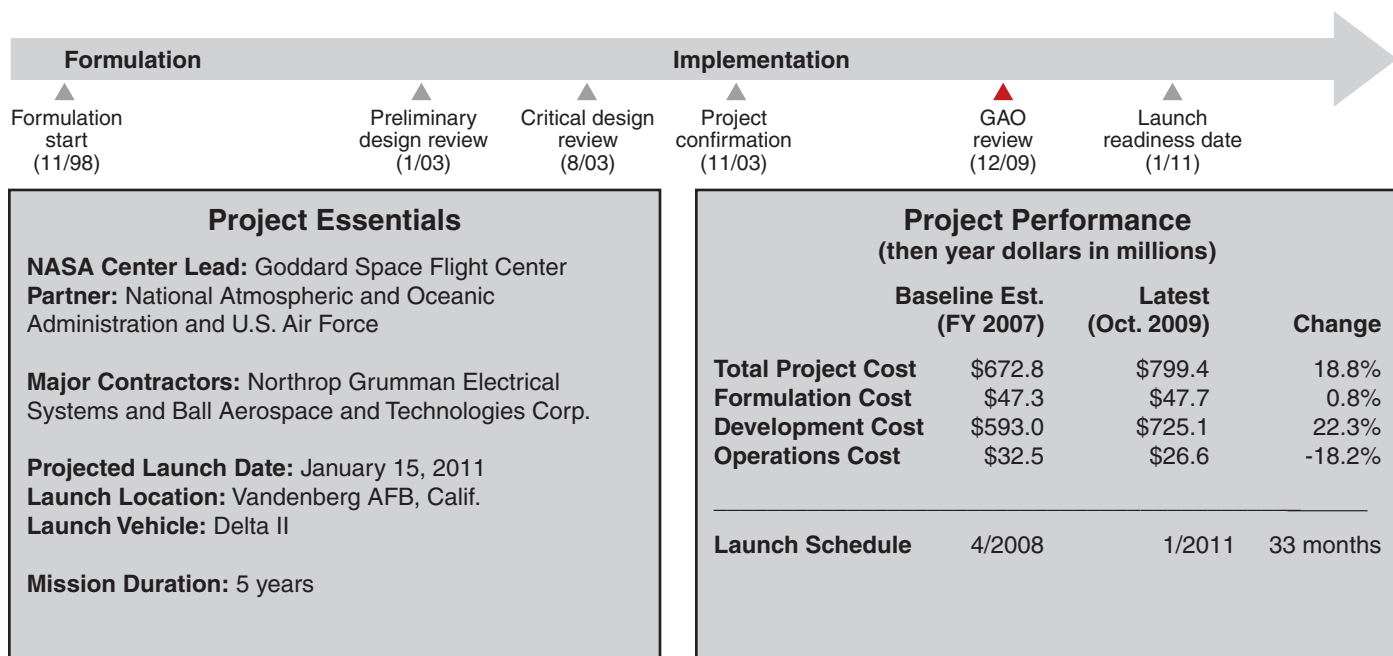 Formulation
Implementation
Formulation
start
(11/98)
Preliminary
design review
(1/03)
Critical design
review
(8/03)
Project
confirmation
(11/03)
GAO
review
(12/09)
Launch
readiness date
(1/11)
Project Essentials
NASA Center Lead: Goddard Space Flight Center
Partner: National Atmospheric and Oceanic
Administration and U.S. Air Force
Major Contractors: Northrop Grumman Electrical
Systems and Ball Aerospace and Technologies Corp.
Projected Launch Date: January 15, 2011
Launch Location: Vandenberg AFB, Calif.
Launch Vehicle: Delta II
Mission Duration: 5 years
Project Performance
(then year dollars in millions)
Baseline Est. Latest
(FY 2007) (Oct. 2009) Change
Total Project Cost $672.8 $799.4 18.8%
Formulation Cost $47.3 $47.7 0.8%
Development Cost $593.0 $725.1 22.3%
Operations Cost $32.5 $26.6 -18.2%
Launch Schedule 4/2008 1/2011 33 months